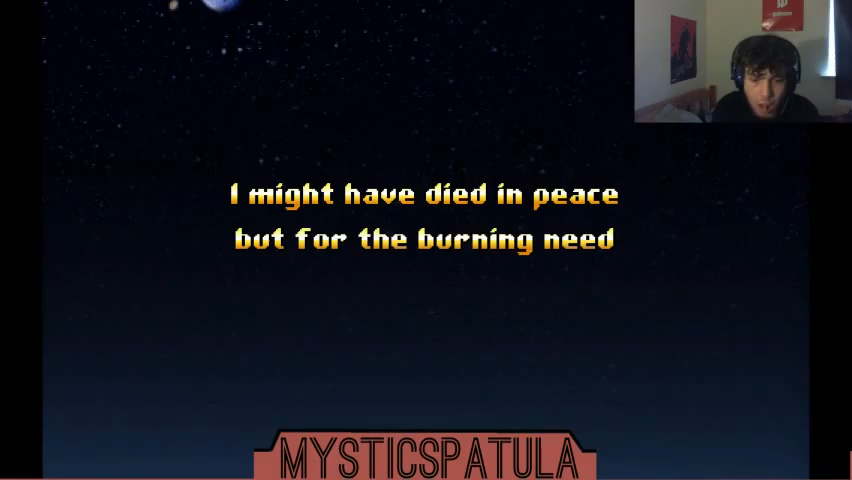 I might have died in peace
but for the burning need
MYSTICSPATULA